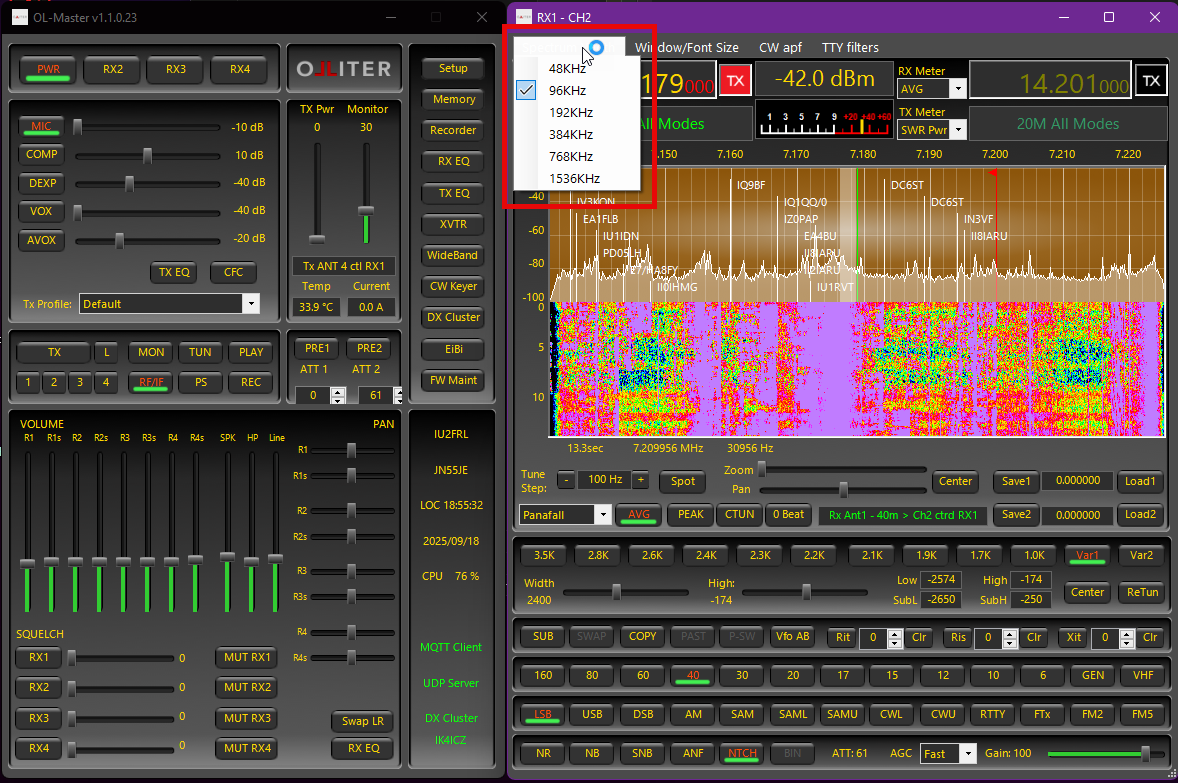 OL-Master v1.1.0.23
PWR RX2 RX3 RX4
OLLITER
Setup
Memory
Recorder
RX EQ
TX EQ
XVTR
WideBand
CW Keyer
DX Cluster
EiBi
FW Maint
MIC -10 dB
COMP 10 dB
DEXP -40 dB
VOX -40 dB
AVOX -20 dB
TX EQ CFC
Tx Profile: Default
TX Pwr Monitor
0 30
Tx ANT 4 ctl RX1
Temp Current
33.9 °C 0.0 A
TX L MON TUN PLAY
1 2 3 4 RF/IF PS REC
PRE1 PRE2
ATT 1 ATT 2
0 61
VOLUME PAN
R1 R1s R2 R2s R3 R3s R4 R4s SPK HP Line
R1
R1s
R2
R2s
R3
R3s
R4
R4s
SQUELCH
RX1 0 MUT RX1
RX2 0 MUT RX2
RX3 0 MUT RX3
RX4 0 MUT RX4
Swap LR
RX EQ
IU2FRL
JN55JE
LOC 18:55:32
2025/09/18
CPU 76 %
MQTT Client
UDP Server
DX Cluster
IK4ICZ
RX1 - CH2
Window/Font Size CW apf TTY filters
48KHz
96KHz
192KHz
384KHz
768KHz
1536KHz
179000 TX -42.0 dBm RX Meter
AVG
14.201000 TX
All Modes 1 3 5 7 9 +20 +40 +60 TX Meter
SWR Pwr
20M All Modes
7.150 7.160 7.170 7.180 7.190 7.200 7.210 7.220
-40
-60
-80
-100
IQ9BF DC6ST
IV3KON IQ1QQ/0 DC6ST
EA1FLB IZ0PAP IN3VF
IU1IDN EA4BU II8IARU
PD05LH II8IARU
II2IARU
II0IHMG IU1RVT
0
5
10
13.3sec 7.209956 MHz 30956 Hz
Tune Step: - 100 Hz + Spot Zoom
Pan
Center Save1 0.000000 Load1
Panafall AVG PEAK CTUN 0 Beat Rx Ant1 - 40m > Ch2 ctrd RX1 Save2 0.000000 Load2
3.5K 2.8K 2.6K 2.4K 2.3K 2.2K 2.1K 1.9K 1.7K 1.0K Var1 Var2
Width High: Low -2574 High -174 Center ReTun
2400 -174 SubL -2650 SubH -250
SUB SWAP COPY PAST P-SW Vfo AB Rit 0 Clr Ris 0 Clr Xit 0 Clr
160 80 60 40 30 20 17 15 12 10 6 GEN VHF
LSB USB DSB AM SAM SAML SAMU CWL CWU RTTY FTx FM2 FM5
NR NB SNB ANF NTCH BIN ATT: 61 AGC Fast Gain: 100